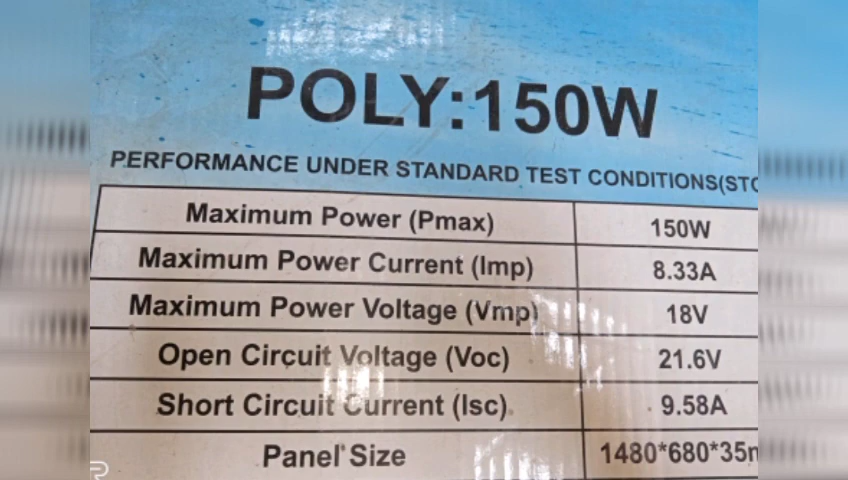 POLY:150W
PERFORMANCE UNDER STANDARD TEST CONDITIONS(STC
Maximum Power (Pmax) 150W
Maximum Power Current (Imp) 8.33A
Maximum Power Voltage (Vmp) 18V
Open Circuit Voltage (Voc) 21.6V
Short Circuit Current (Isc) 9.58A
Panel Size 1480*680*35m